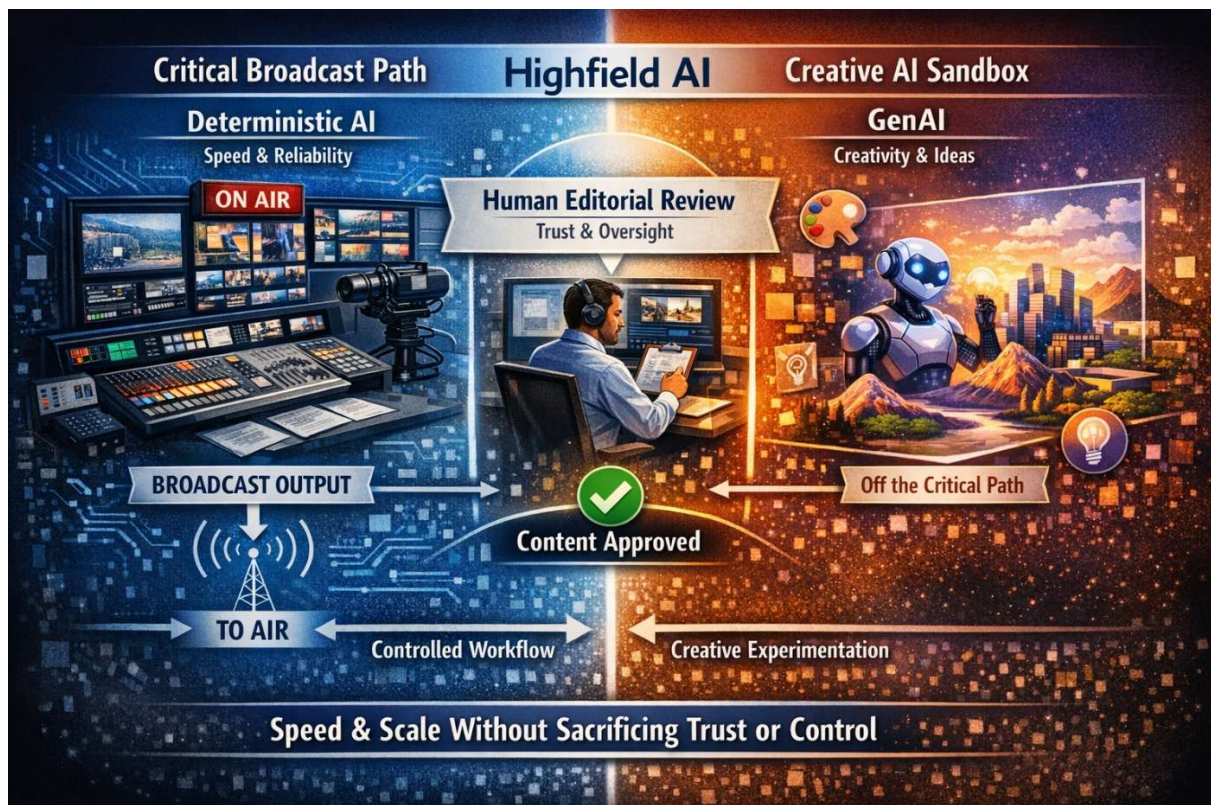 Critical Broadcast Path
Highfield AI
Creative AI Sandbox
Deterministic AI
Speed & Reliability
GenAI
Creativity & Ideas
ON AIR
Human Editorial Review
Trust & Oversight
BROADCAST OUTPUT
Off the Critical Path
Content Approved
TO AIR
Controlled Workflow
Creative Experimentation
Speed & Scale Without Sacrificing Trust or Control